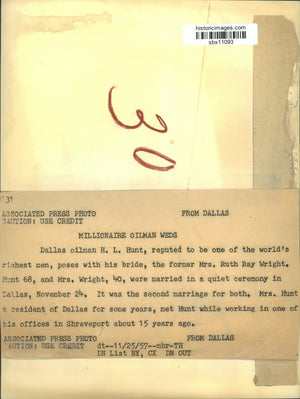 historicimages.com
sbx11093
30
31
ASSOCIATED PRESS PHOTO FROM DALLAS
CAUTION: USE CREDIT
MILLIONAIRE OILMAN WEDS
Dallas oilman H. L. Hunt, reputed to be one of the world's
richest men, poses with his bride, the former Mrs. Ruth Ray Wright.
Hunt 68, and Mrs. Wright, 40, were married in a quiet ceremony in
Dallas, November 24. It was the second marriage for both. Mrs. Hunt
a resident of Dallas for some years, met Hunt while working in one of
his offices in Shreveport about 15 years ago.
ASSOCIATED PRESS PHOTO FROM DALLAS
CAUTION: USE CREDIT dt--11/25/57--mbr-TH
DN List NY, CX DN OUT